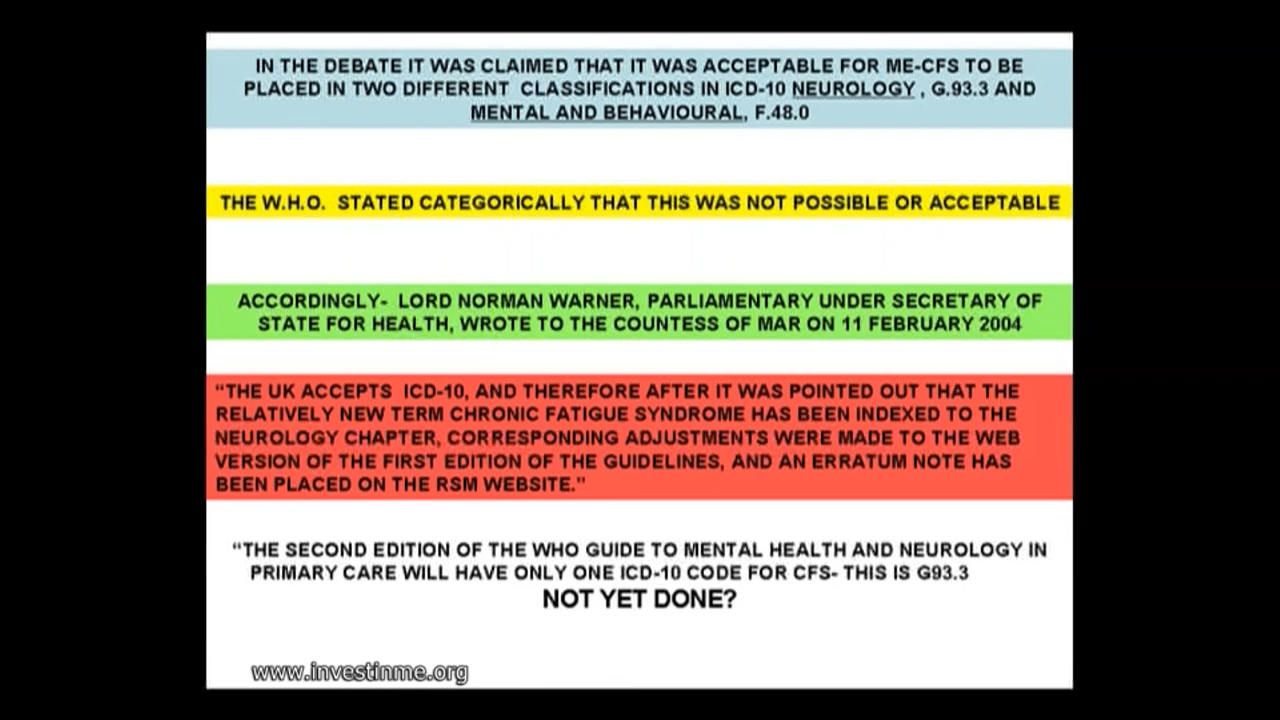 IN THE DEBATE IT WAS CLAIMED THAT IT WAS ACCEPTABLE FOR ME-CFS TO BE
PLACED IN TWO DIFFERENT CLASSIFICATIONS IN ICD-10 NEUROLOGY , G.93.3 AND
MENTAL AND BEHAVIOURAL, F.48.0
THE W.H.O. STATED CATEGORICALLY THAT THIS WAS NOT POSSIBLE OR ACCEPTABLE
ACCORDINGLY- LORD NORMAN WARNER, PARLIAMENTARY UNDER SECRETARY OF
STATE FOR HEALTH, WROTE TO THE COUNTESS OF MAR ON 11 FEBRUARY 2004
“THE UK ACCEPTS ICD-10, AND THEREFORE AFTER IT WAS POINTED OUT THAT THE
RELATIVELY NEW TERM CHRONIC FATIGUE SYNDROME HAS BEEN INDEXED TO THE
NEUROLOGY CHAPTER, CORRESPONDING ADJUSTMENTS WERE MADE TO THE WEB
VERSION OF THE FIRST EDITION OF THE GUIDELINES, AND AN ERRATUM NOTE HAS
BEEN PLACED ON THE RSM WEBSITE.”
“THE SECOND EDITION OF THE WHO GUIDE TO MENTAL HEALTH AND NEUROLOGY IN
PRIMARY CARE WILL HAVE ONLY ONE ICD-10 CODE FOR CFS- THIS IS G93.3
NOT YET DONE?
www.investinme.org